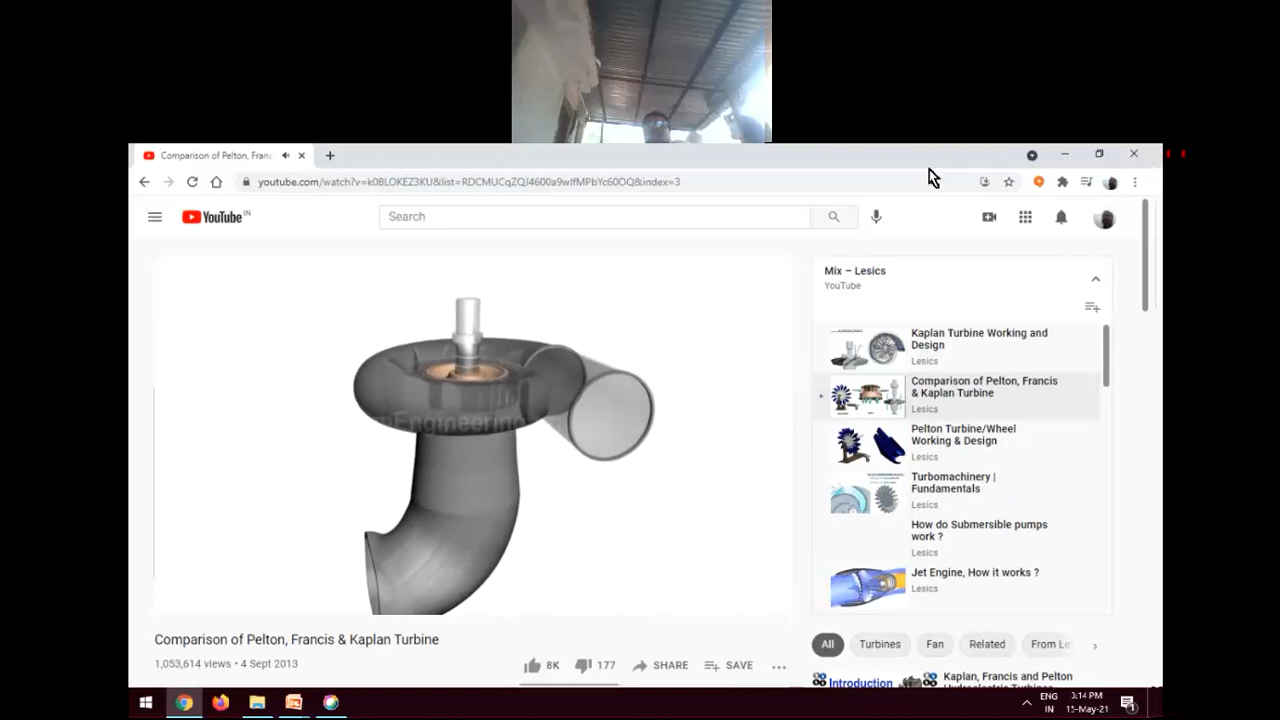 Comparison of Pelton, Franc
youtube.com/watch?v=k0BLOKEZ3KU&list=RDCMUCqZQJ4600a9wIfMPbYc60OQ&index=3
YouTube IN
Search
Mix – Lesics
YouTube
Kaplan Turbine Working and
Design
Lesics
Comparison of Pelton, Francis
& Kaplan Turbine
Lesics
Pelton Turbine/Wheel
Working & Design
Lesics
Turbomachinery |
Fundamentals
Lesics
How do Submersible pumps
work ?
Lesics
Jet Engine, How it works ?
Lesics
Engineering
Comparison of Pelton, Francis & Kaplan Turbine
1,053,614 views • 4 Sept 2013
8K
177
SHARE
SAVE
All
Turbines
Fan
Related
From Le
Introduction
Kaplan, Francis and Pelton
Hydroelectric Turbines
ENG
IN
3:14 PM
15-May-21